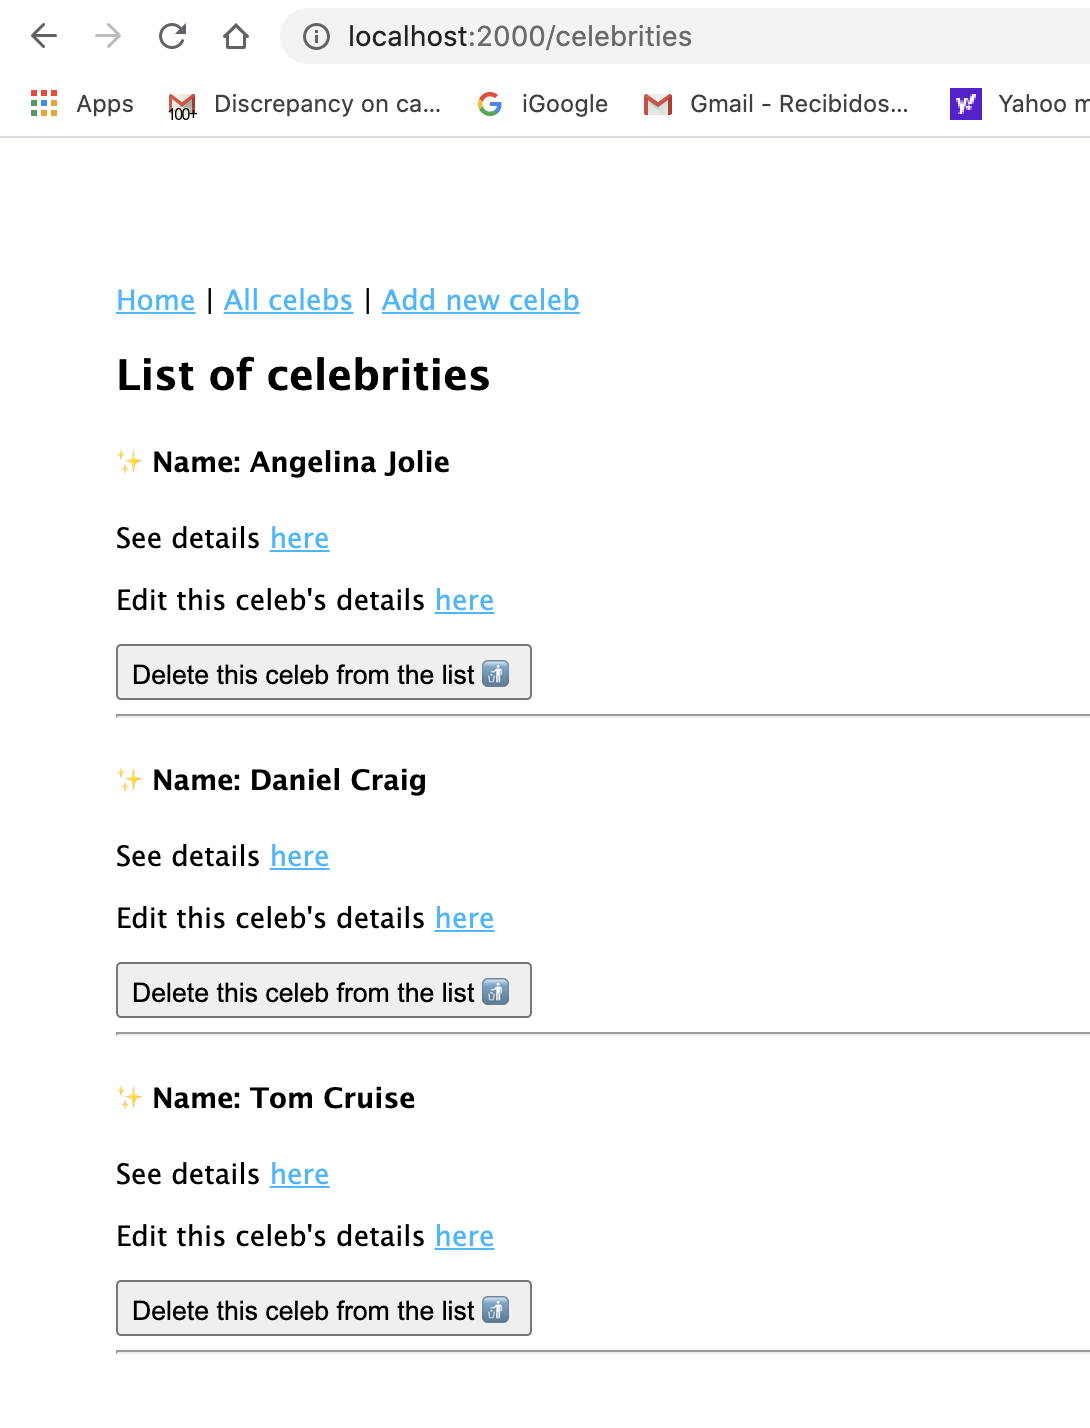 localhost:2000/celebrities
Apps 100+ Discrepancy on ca... iGoogle Gmail - Recibidos... Yahoo m
Home | All celebs | Add new celeb
List of celebrities
✨ Name: Angelina Jolie
See details here
Edit this celeb's details here
Delete this celeb from the list 🚮
✨ Name: Daniel Craig
See details here
Edit this celeb's details here
Delete this celeb from the list 🚮
✨ Name: Tom Cruise
See details here
Edit this celeb's details here
Delete this celeb from the list 🚮